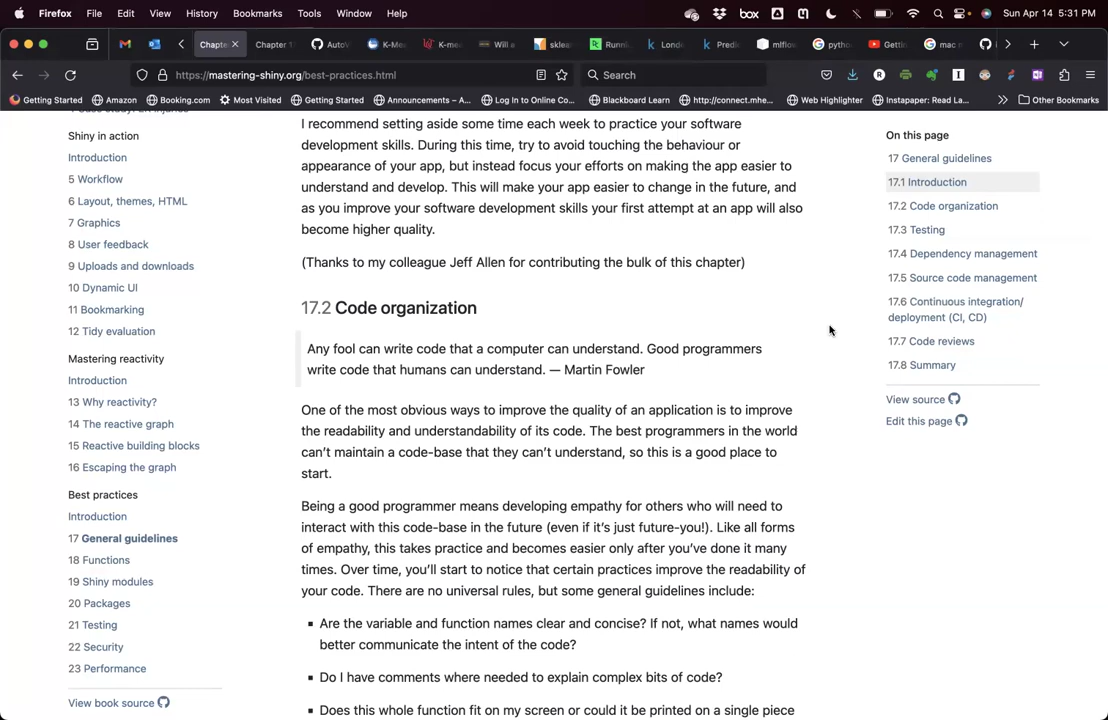 Firefox File Edit View History Bookmarks Tools Window Help
box
Sun Apr 14 5:31 PM
Chapte
Chapter 1
AutoV
K-Me
K-me
Will a
sklea
Runni
Lond
Predi
mlflow
python
Getti
mac r
https://mastering-shiny.org/best-practices.html
Search
Getting Started
Amazon
Booking.com
Most Visited
Getting Started
Announcements – A...
Log In to Online Co...
Blackboard Learn
http://connect.mhe...
Web Highlighter
Instapaper: Read La...
Other Bookmarks
Shiny in action
Introduction
5 Workflow
6 Layout, themes, HTML
7 Graphics
8 User feedback
9 Uploads and downloads
10 Dynamic UI
11 Bookmarking
12 Tidy evaluation
Mastering reactivity
Introduction
13 Why reactivity?
14 The reactive graph
15 Reactive building blocks
16 Escaping the graph
Best practices
Introduction
17 General guidelines
18 Functions
19 Shiny modules
20 Packages
21 Testing
22 Security
23 Performance
View book source
I recommend setting aside some time each week to practice your software
development skills. During this time, try to avoid touching the behaviour or
appearance of your app, but instead focus your efforts on making the app easier to
understand and develop. This will make your app easier to change in the future, and
as you improve your software development skills your first attempt at an app will also
become higher quality.
(Thanks to my colleague Jeff Allen for contributing the bulk of this chapter)
17.2 Code organization
Any fool can write code that a computer can understand. Good programmers
write code that humans can understand. — Martin Fowler
One of the most obvious ways to improve the quality of an application is to improve
the readability and understandability of its code. The best programmers in the world
can’t maintain a code-base that they can’t understand, so this is a good place to
start.
Being a good programmer means developing empathy for others who will need to
interact with this code-base in the future (even if it’s just future-you!). Like all forms
of empathy, this takes practice and becomes easier only after you’ve done it many
times. Over time, you’ll start to notice that certain practices improve the readability of
your code. There are no universal rules, but some general guidelines include:
▪ Are the variable and function names clear and concise? If not, what names would
better communicate the intent of the code?
▪ Do I have comments where needed to explain complex bits of code?
▪ Does this whole function fit on my screen or could it be printed on a single piece
On this page
17 General guidelines
17.1 Introduction
17.2 Code organization
17.3 Testing
17.4 Dependency management
17.5 Source code management
17.6 Continuous integration/
deployment (CI, CD)
17.7 Code reviews
17.8 Summary
View source
Edit this page